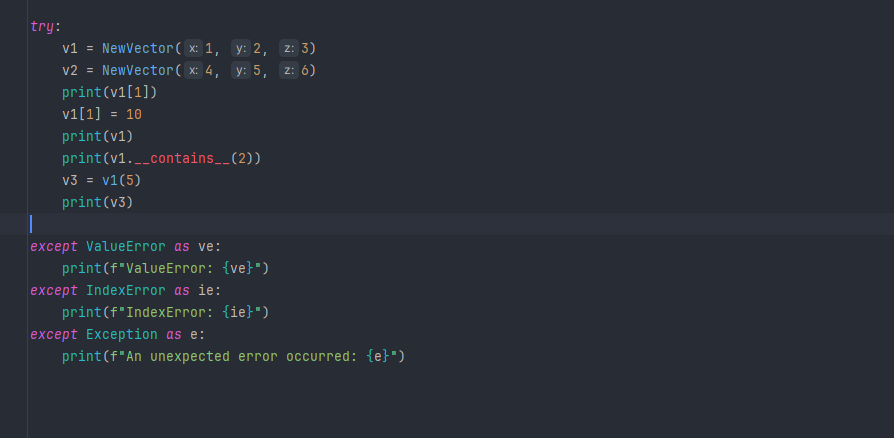 try:
    v1 = NewVector(x: 1, y: 2, z: 3)
    v2 = NewVector(x: 4, y: 5, z: 6)
    print(v1[1])
    v1[1] = 10
    print(v1)
    print(v1.__contains__(2))
    v3 = v1(5)
    print(v3)
except ValueError as ve:
    print(f"ValueError: {ve}")
except IndexError as ie:
    print(f"IndexError: {ie}")
except Exception as e:
    print(f"An unexpected error occurred: {e}")